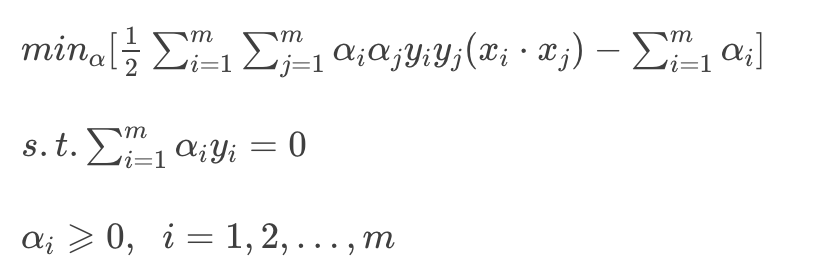 min_α[½ ∑_{i=1}^{m} ∑_{j=1}^{m} α_i α_j y_i y_j (x_i · x_j) − ∑_{i=1}^{m} α_i]
s.t. ∑_{i=1}^{m} α_i y_i = 0
α_i ⩾ 0, i = 1, 2, . . . , m